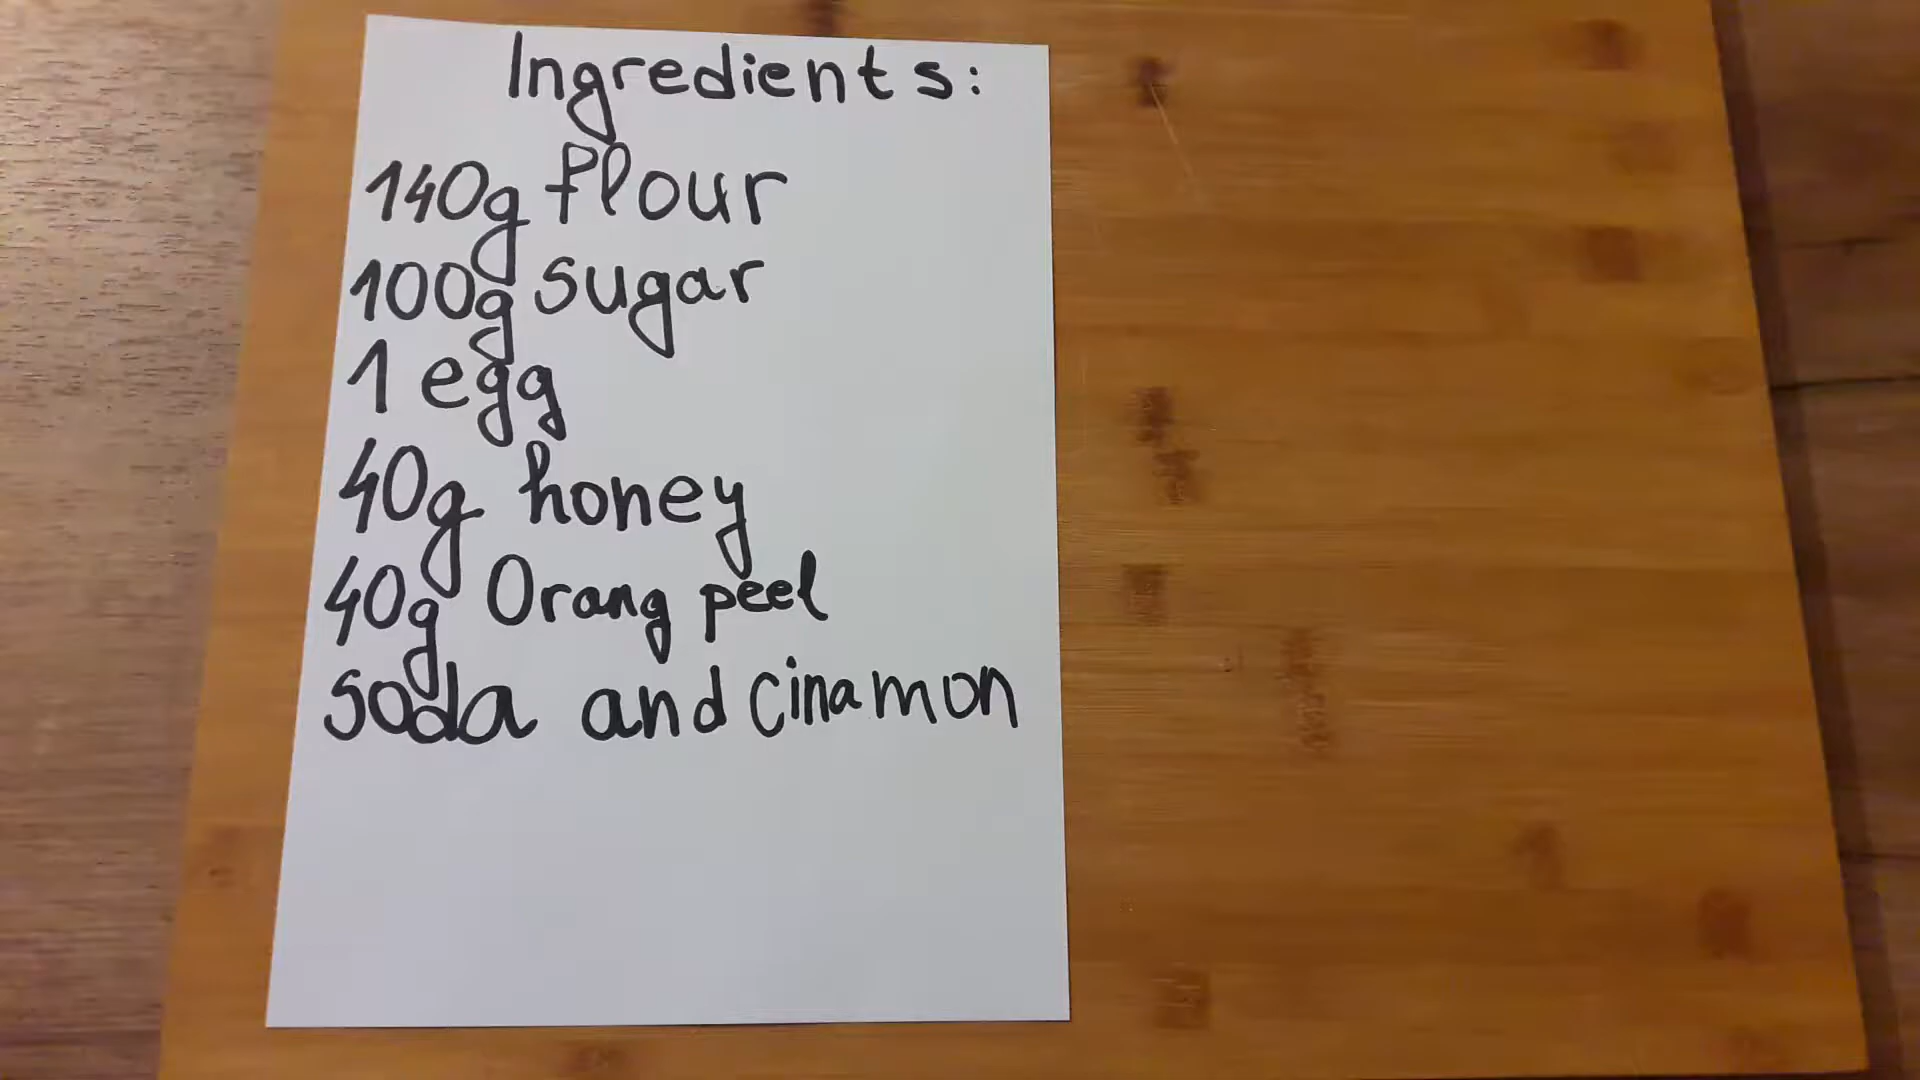 Ingredients:
140g flour
100g sugar
1 egg
40g honey
40g Orang peel
soda and cinamon